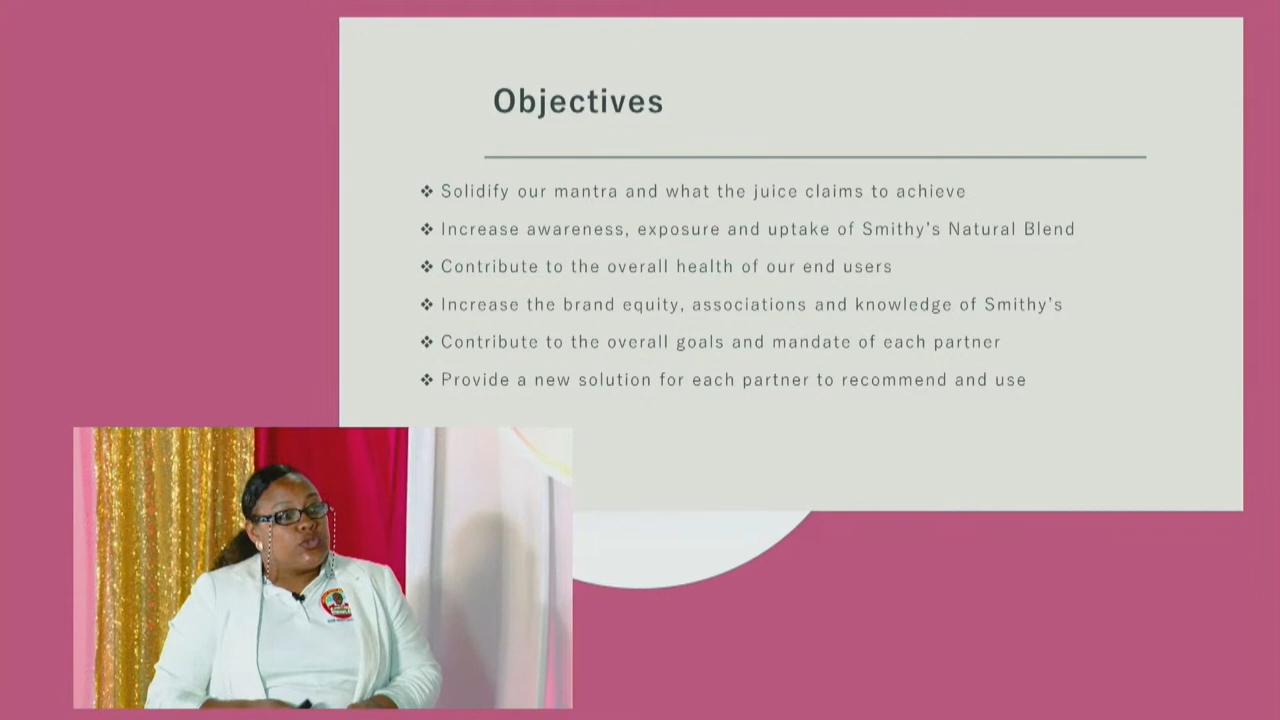 Objectives
❖ Solidify our mantra and what the juice claims to achieve
❖ Increase awareness, exposure and uptake of Smithy's Natural Blend
❖ Contribute to the overall health of our end users
❖ Increase the brand equity, associations and knowledge of Smithy's
❖ Contribute to the overall goals and mandate of each partner
❖ Provide a new solution for each partner to recommend and use